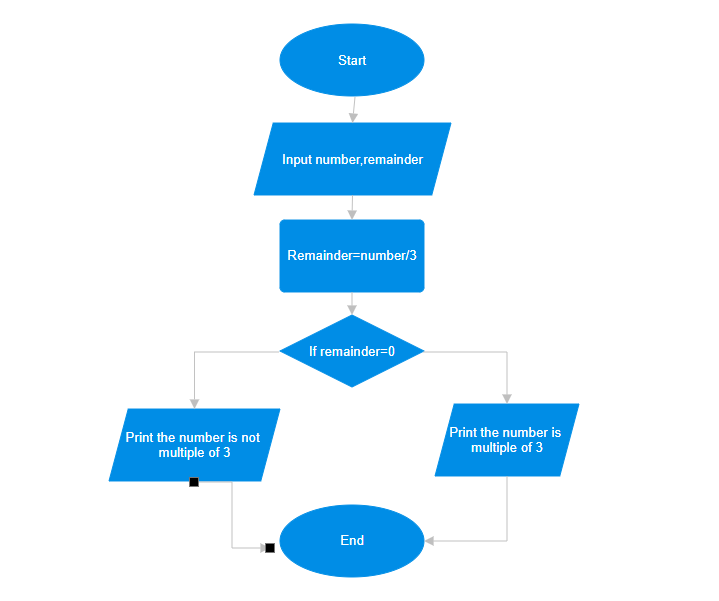 Start
Input number,remainder
Remainder=number/3
If remainder=0
Print the number is not
multiple of 3
Print the number is
multiple of 3
End